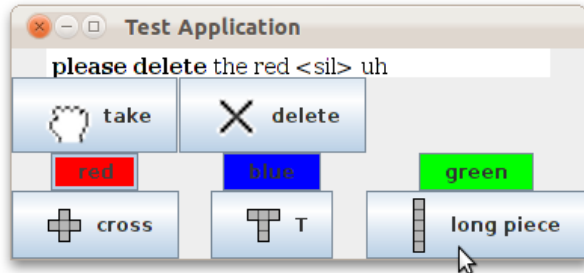 Test Application
please delete the red <sil> uh
take delete
red blue green
cross T long piece